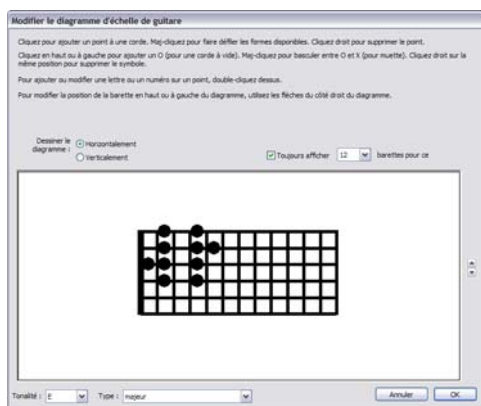 Modifier le diagramme d'échelle de guitare
Cliquez pour ajouter un point à une corde. Maj-cliquez pour faire défiler les formes disponibles. Cliquez droit pour supprimer le point.
Cliquez en haut ou à gauche pour ajouter un O (pour une corde à vide). Maj-cliquez pour basculer entre O et X (pour muette). Cliquez droit sur la
même position pour supprimer le symbole.
Pour ajouter ou modifier une lettre ou un numéro sur un point, double-cliquez dessus.
Pour modifier la position de la barette en haut ou à gauche du diagramme, utilisez les flèches du côté droit du diagramme.
Dessiner le
diagramme :
Horizontalement
Verticalement
Toujours afficher 12 barettes pour ce
Tonalité : E Type : majeur Annuler OK